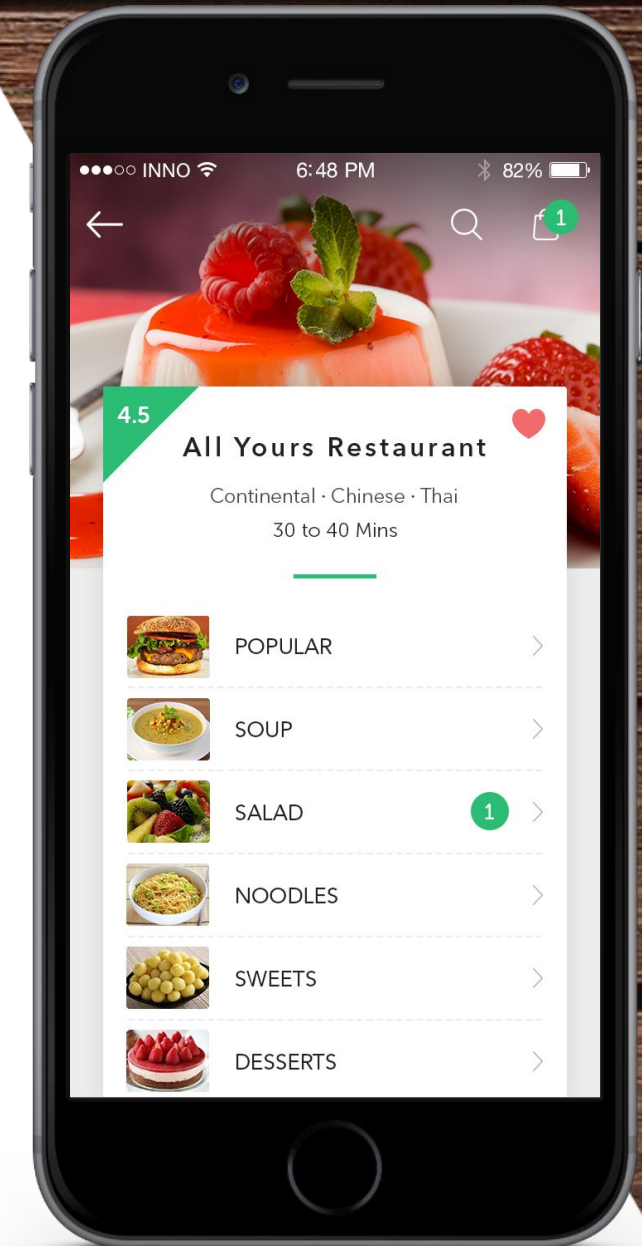 INNO 6:48 PM 82%
1
4.5
All Yours Restaurant
Continental · Chinese · Thai
30 to 40 Mins
POPULAR
SOUP
SALAD 1
NOODLES
SWEETS
DESSERTS